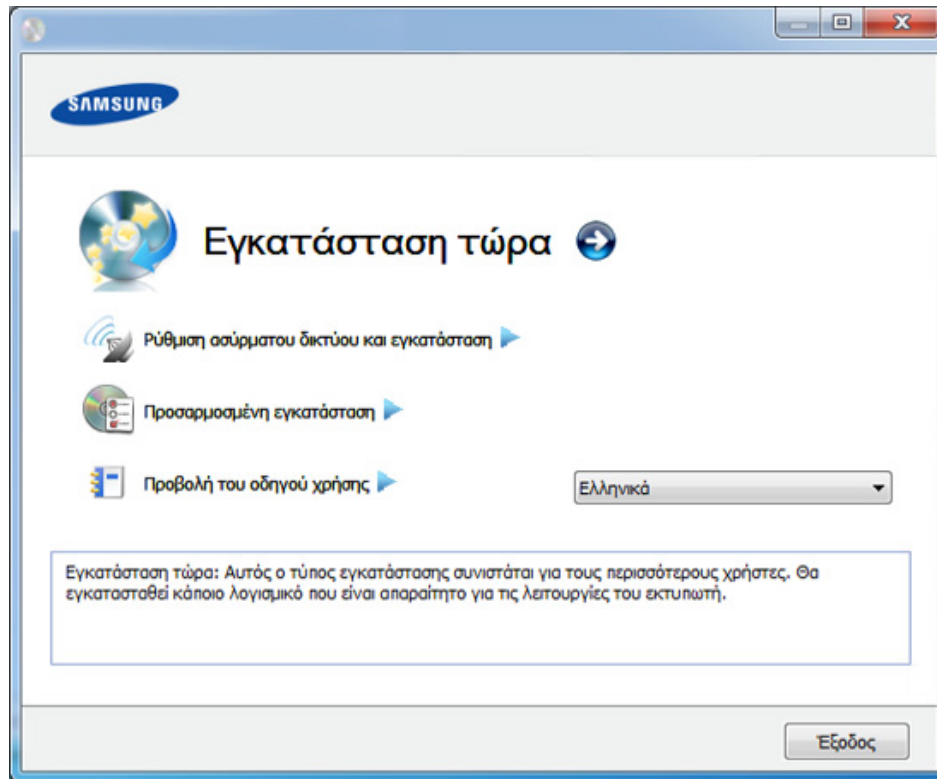 SAMSUNG
Εγκατάσταση τώρα
Ρύθμιση ασύρματου δικτύου και εγκατάσταση
Προσαρμοσμένη εγκατάσταση
Προβολή του οδηγού χρήσης
Ελληνικά
Εγκατάσταση τώρα: Αυτός ο τύπος εγκατάστασης συνιστάται για τους περισσότερους χρήστες. Θα
εγκατασταθεί κάποιο λογισμικό που είναι απαραίτητο για τις λειτουργίες του εκτυπωτή.
Έξοδος